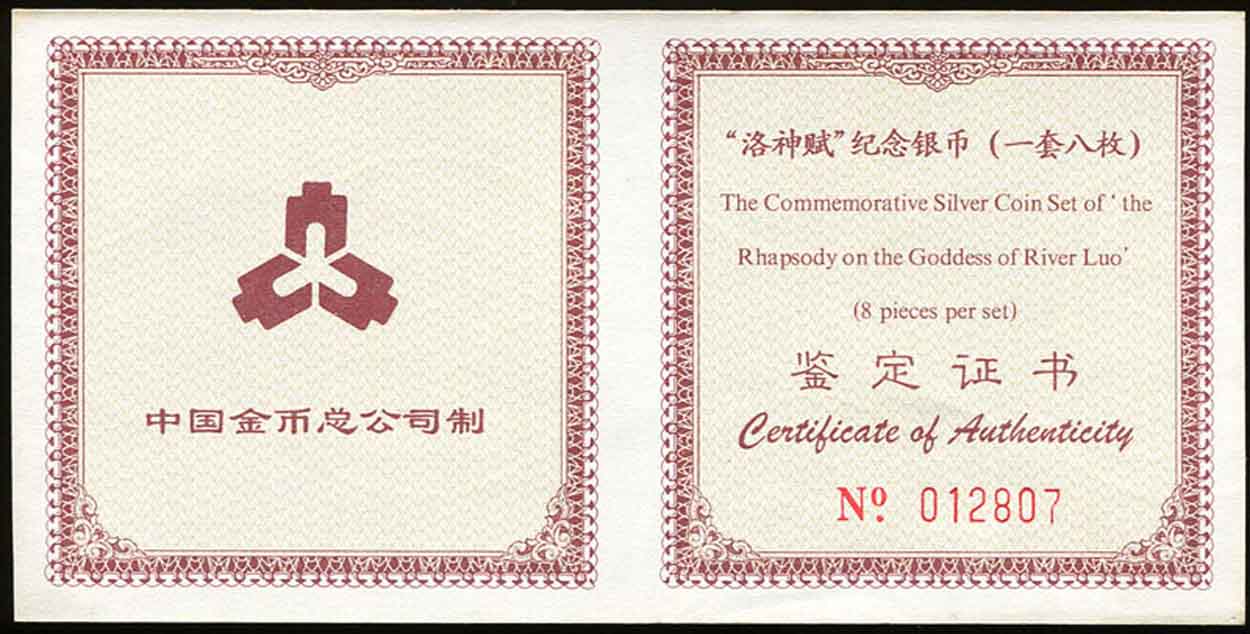 中国金币总公司制
“洛神赋”纪念银币（一套八枚）
The Commemorative Silver Coin Set of ‘ the
Rhapsody on the Goddess of River Luo’
(8 pieces per set)
鉴定证书
Certificate of Authenticity
Nº 012807